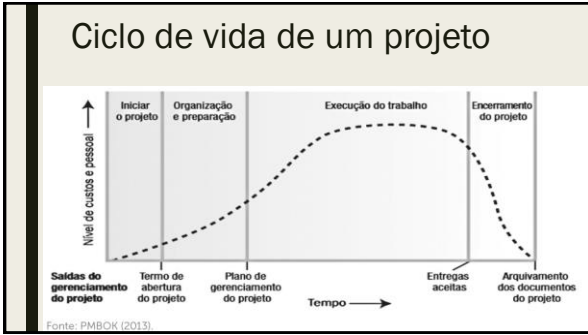 Ciclo de vida de um projeto
Iniciar
o projeto
Organização
e preparação
Execução do trabalho
Encerramento
do projeto
Nível de custos e pessoal
Saídas do
gerenciamento
do projeto
Termo de
abertura
do projeto
Plano de
gerenciamento
do projeto
Tempo
Entregas
aceitas
Arquivamento
dos documentos
do projeto
Fonte: PMBOK (2013).